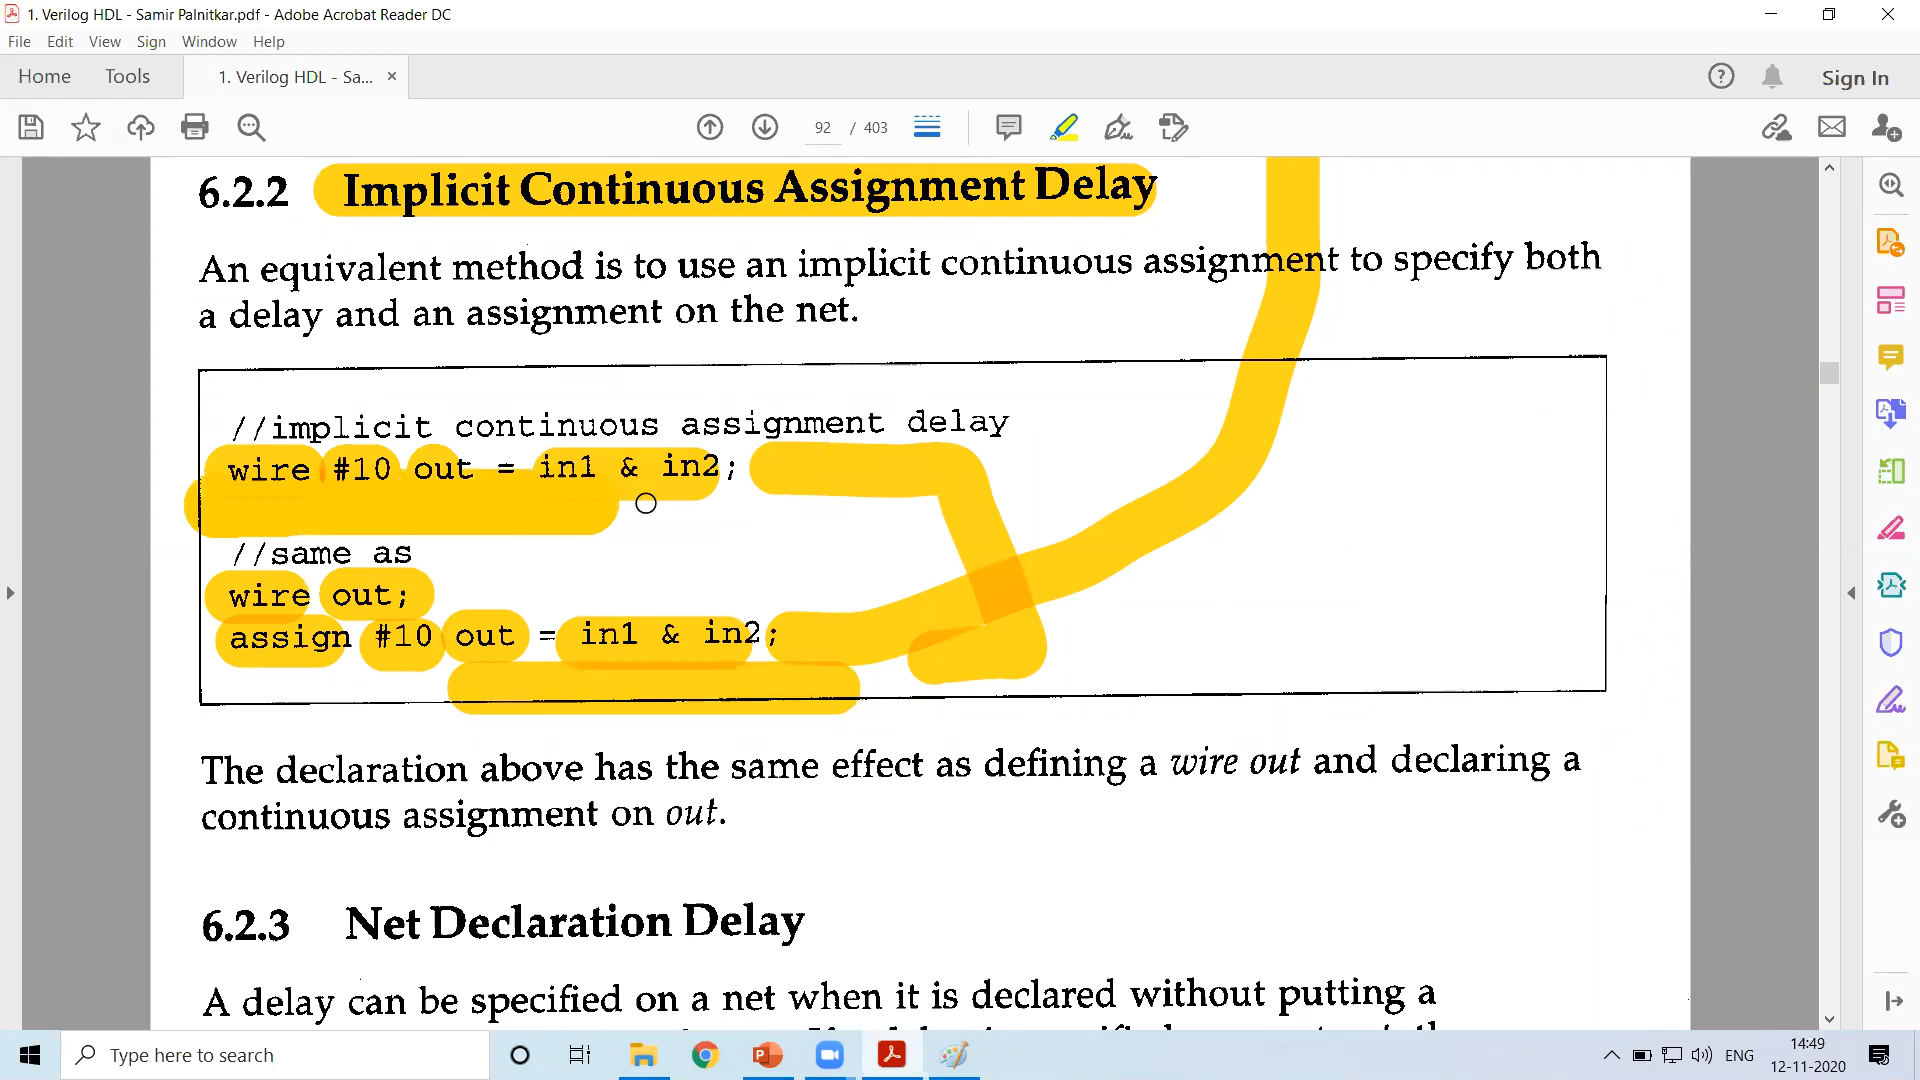 1. Verilog HDL - Samir Palnitkar.pdf - Adobe Acrobat Reader DC
File Edit View Sign Window Help
Home Tools 1. Verilog HDL - Sa... × Sign In
92 / 403
6.2.2 Implicit Continuous Assignment Delay
An equivalent method is to use an implicit continuous assignment to specify both
a delay and an assignment on the net.
//implicit continuous assignment delay
wire #10 out = in1 & in2;
//same as
wire out;
assign #10 out = in1 & in2;
The declaration above has the same effect as defining a wire out and declaring a
continuous assignment on out.
6.2.3 Net Declaration Delay
A delay can be specified on a net when it is declared without putting a
Type here to search
ENG
14:49
12-11-2020